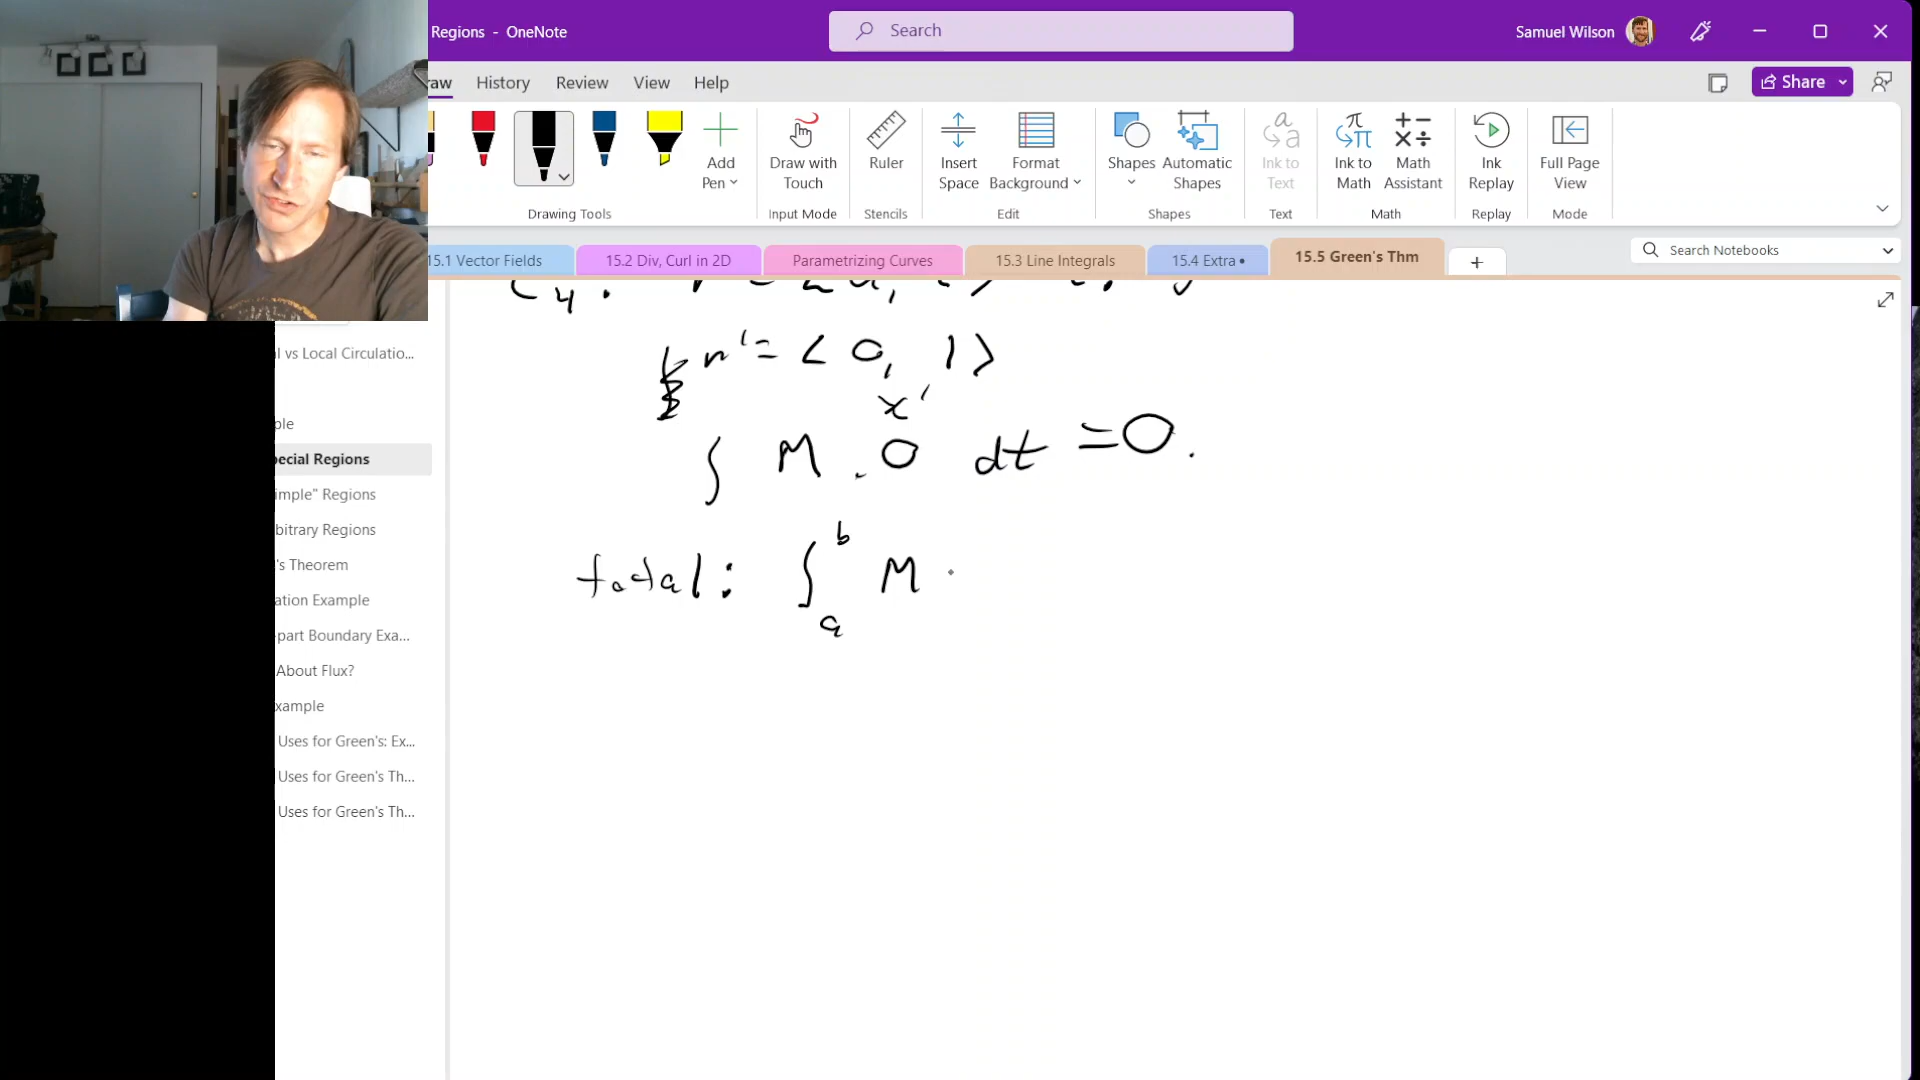 Regions - OneNote
Search
Samuel Wilson
raw History Review View Help
Share
Add Pen
Draw with Touch
Ruler
Insert Space
Format Background
Shapes
Automatic Shapes
Ink to Text
Ink to Math
Math Assistant
Ink Replay
Full Page View
Drawing Tools Input Mode Stencils Edit Shapes Text Math Replay Mode
15.1 Vector Fields 15.2 Div, Curl in 2D Parametrizing Curves 15.3 Line Integrals 15.4 Extra • 15.5 Green's Thm +
Search Notebooks
al vs Local Circulatio...
ple
pecial Regions
imple" Regions
bitrary Regions
's Theorem
ation Example
part Boundary Exa...
About Flux?
xample
Uses for Green's: Ex...
Uses for Green's Th...
Uses for Green's Th...
C4:
r' = < 0, 1 >
x'
∫ M . 0 dt = 0.
total: ∫_a^b M